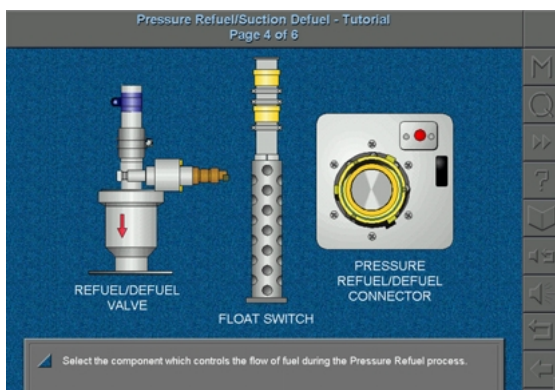 Pressure Refuel/Suction Defuel - Tutorial
Page 4 of 6
REFUEL/DEFUEL
VALVE
FLOAT SWITCH
PRESSURE
REFUEL/DEFUEL
CONNECTOR
M
?
Select the component which controls the flow of fuel during the Pressure Refuel process.